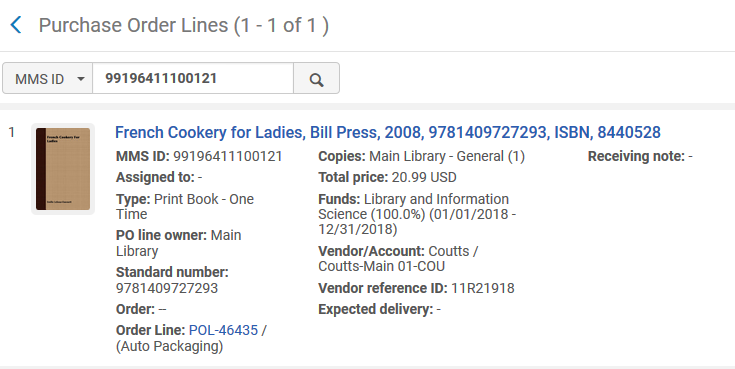 Purchase Order Lines (1 - 1 of 1 )
MMS ID 99196411100121
1
French Cookery for Ladies, Bill Press, 2008, 9781409727293, ISBN, 8440528
French Cookery for
Ladies
MMS ID: 99196411100121
Assigned to: -
Type: Print Book - One
Time
PO line owner: Main
Library
Standard number:
9781409727293
Order: --
Order Line: POL-46435 /
(Auto Packaging)
Copies: Main Library - General (1)
Total price: 20.99 USD
Funds: Library and Information
Science (100.0%) (01/01/2018 -
12/31/2018)
Vendor/Account: Coutts /
Coutts-Main 01-COU
Vendor reference ID: 11R21918
Expected delivery: -
Receiving note: -